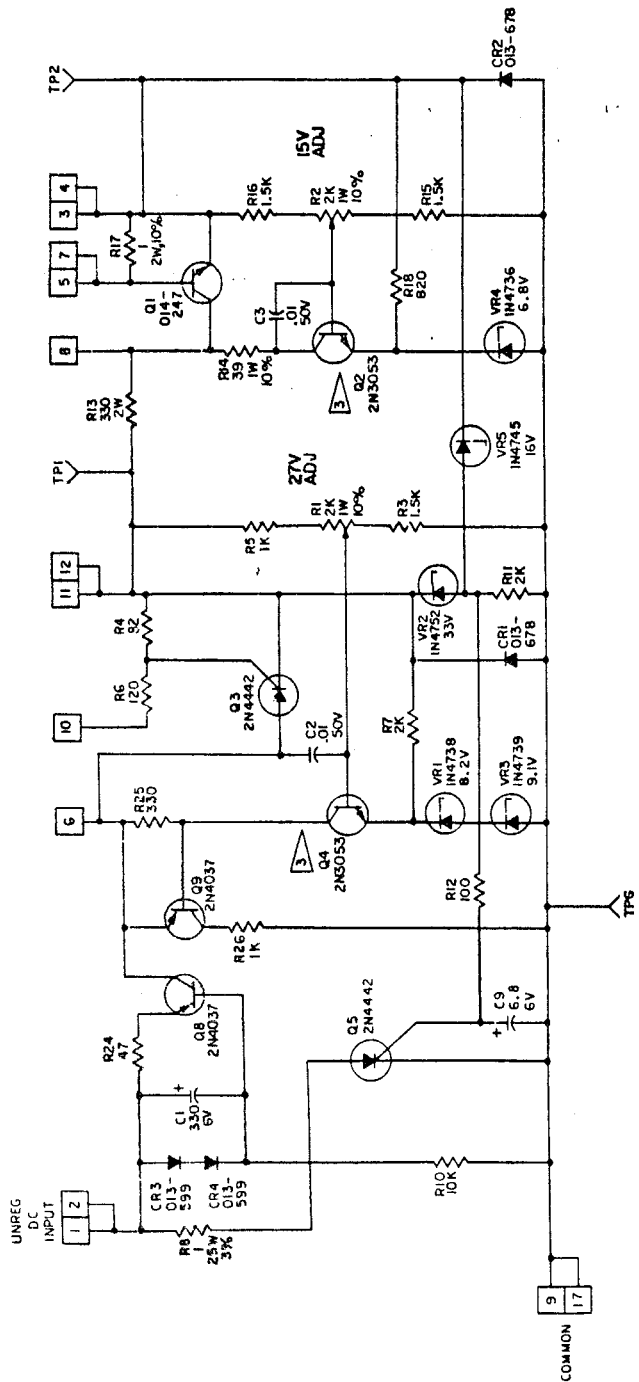 UNREG
DC
INPUT
1
2
R8
1
25W
3%
CR3
013-
599
CR4
013-
599
C1
330
6V
+
R24
47
Q8
2N4037
Q9
2N4037
R26
1K
R25
330
6
10
R6
120
R4
92
11
12
TP1
R13
330
2W
8
5
7
R17
1
2W,10%
3
4
TP2
Q1
014-
247
R14
39
1W
10%
C3
.01
50V
R16
1.5K
15V
ADJ
R2
2K
1W
10%
R15
1.5K
3
Q2
2N3053
R18
820
VR4
1N4736
6.8V
CR2
013-678
27V
ADJ
R5
1K
R1
2K
1W
10%
R3
1.5K
VR5
1N4745
16V
Q3
2N4442
C2
.01
50V
3
Q4
2N3053
R7
2K
VR2
1N4752
33V
R11
2K
CR1
013-
678
VR1
1N4738
8.2V
VR3
1N4739
9.1V
R12
100
Q5
2N4442
C9
6.8
6V
+
R10
10K
TPG
9
17
COMMON